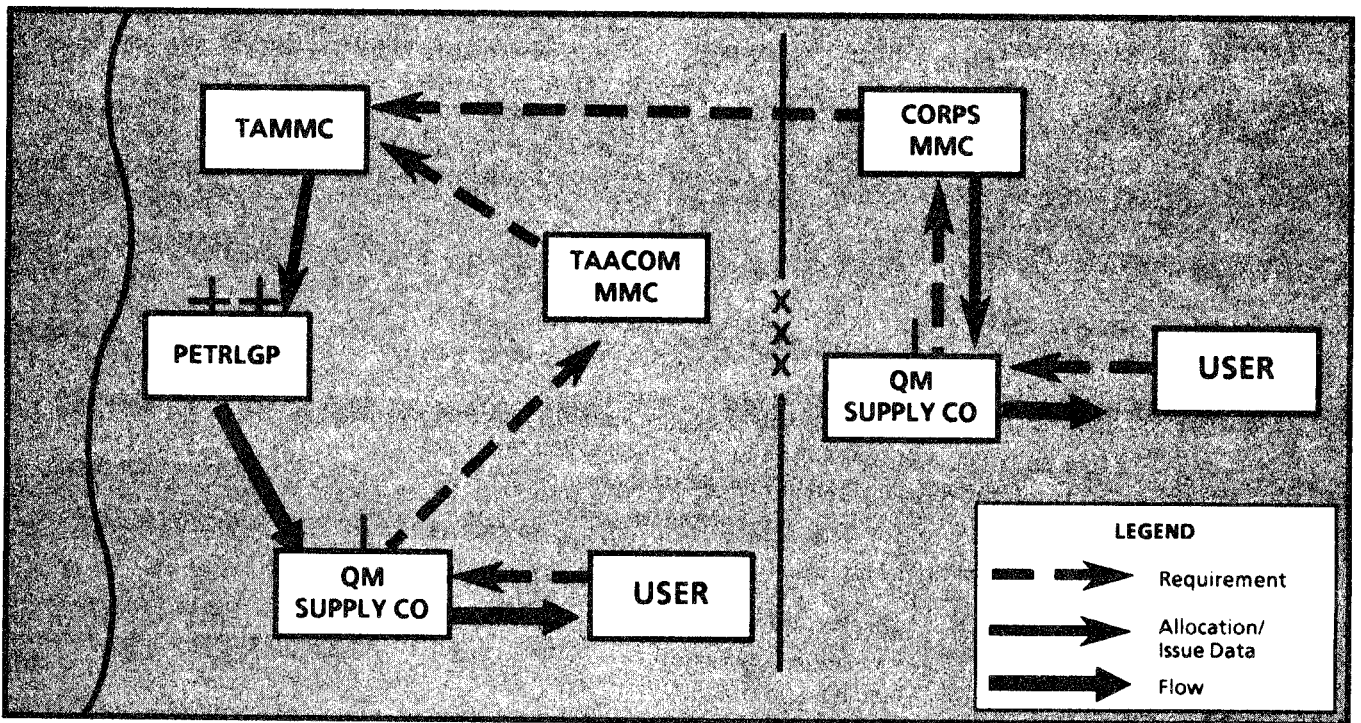 TAMMC
CORPS
MMC
TAACOM
MMC
XXX
PETRLGP
QM
SUPPLY CO
USER
QM
SUPPLY CO
USER
LEGEND
Requirement
Allocation/
Issue Data
Flow